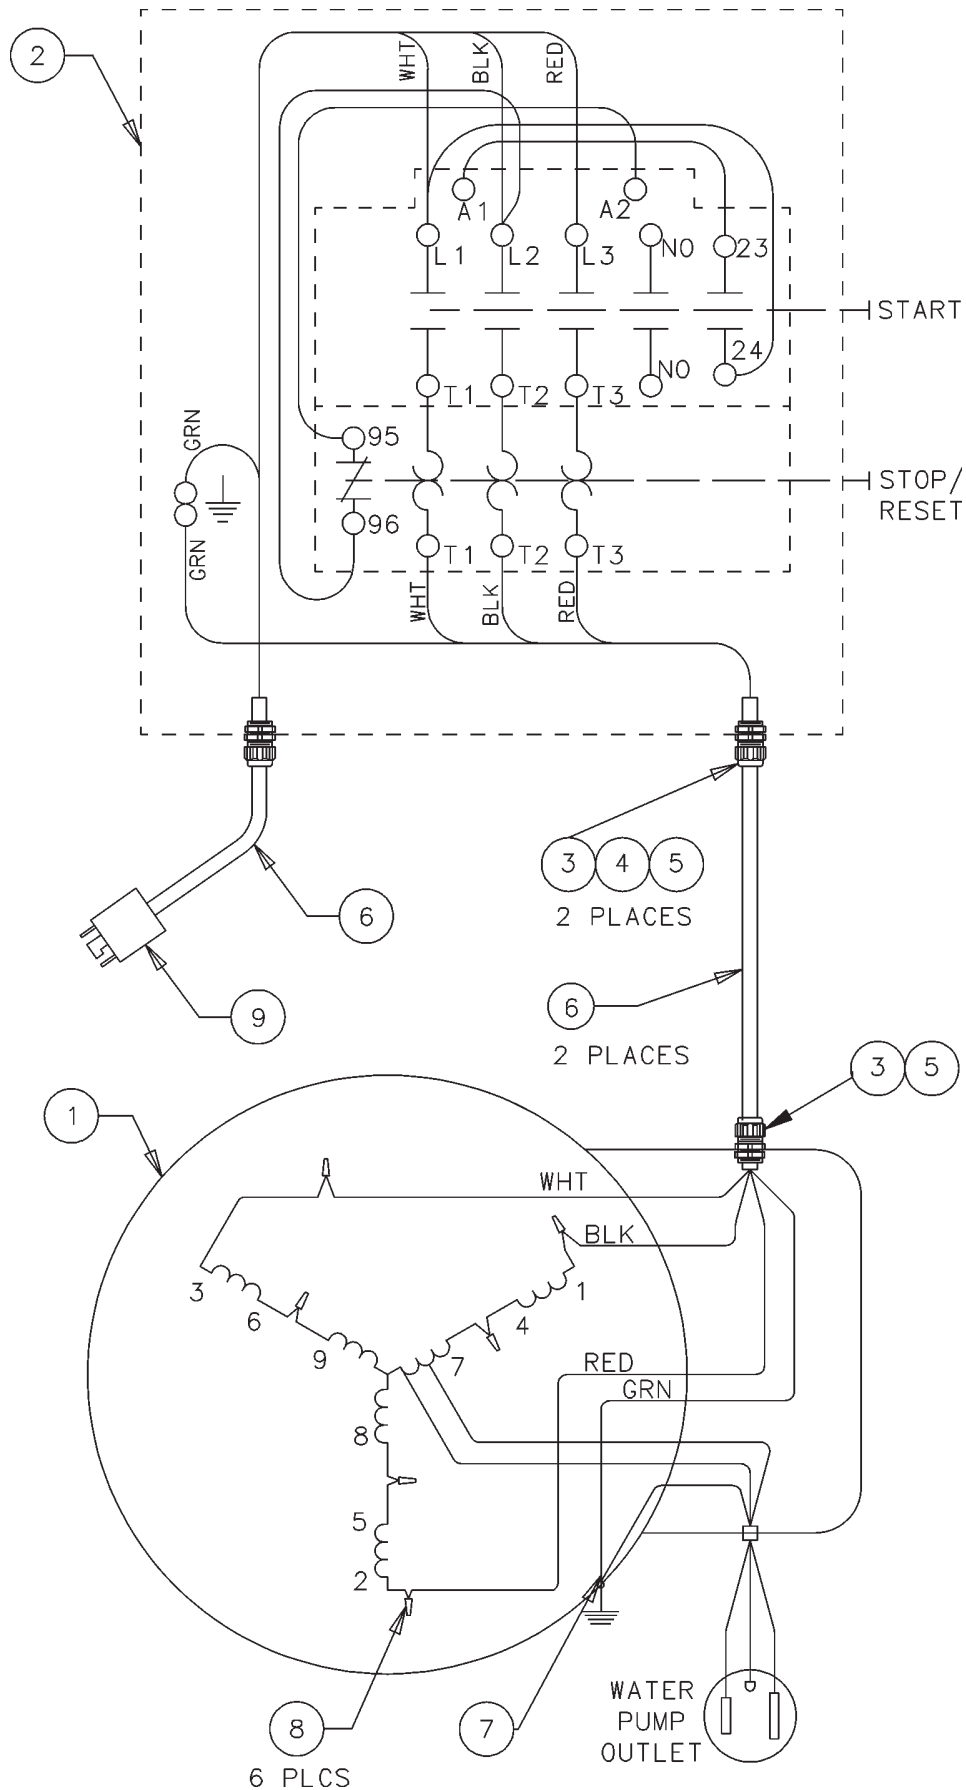 2
WHT
BLK
RED
A1
A2
L1
L2
L3
NO
23
START
24
T1
T2
T3
NO
GRN
95
STOP/
RESET
96
GRN
T1
T2
T3
WHT
BLK
RED
3 4 5
2 PLACES
6
9
6
2 PLACES
3 5
1
WHT
BLK
3
1
6
4
9
7
RED
GRN
8
5
2
WATER
PUMP
OUTLET
8
6 PLCS
7